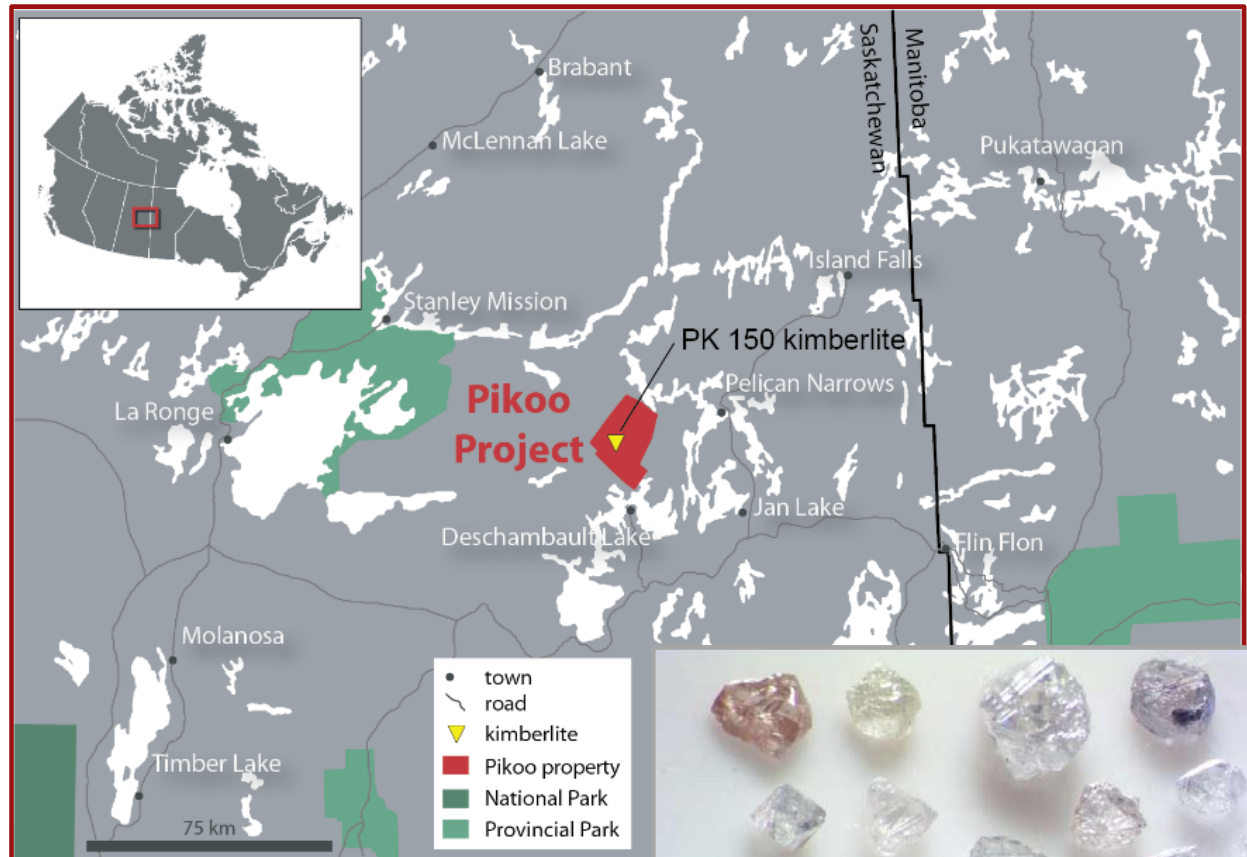 Brabant
McLennan Lake
Saskatchewan
Manitoba
Pukatawagan
Island Falls
Stanley Mission
PK 150 kimberlite
Pelican Narrows
La Ronge
Pikoo
Project
Deschambault Lake
Jan Lake
Flin Flon
Molanosa
Timber Lake
75 km
town
road
kimberlite
Pikoo property
National Park
Provincial Park